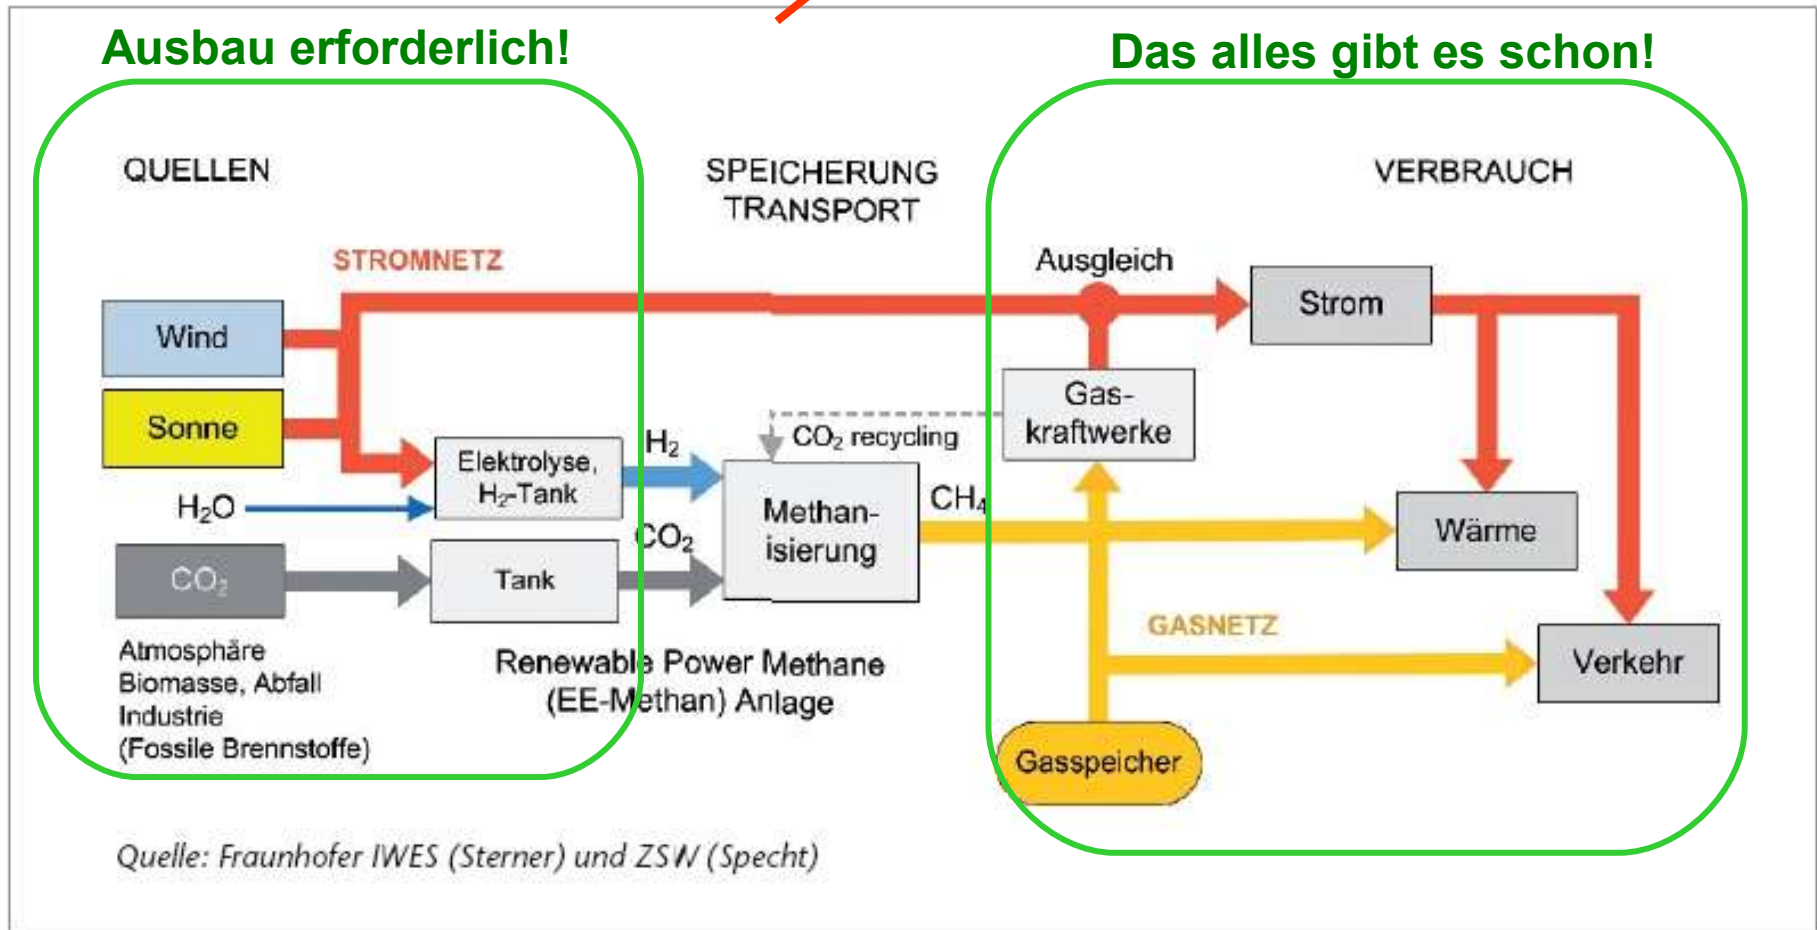 Ausbau erforderlich!
Das alles gibt es schon!
QUELLEN
SPEICHERUNG
TRANSPORT
VERBRAUCH
STROMNETZ
Ausgleich
Wind
Strom
Sonne
Gas-
kraftwerke
CO₂ recycling
Elektrolyse,
H₂-Tank
H₂
H₂O
Methan-
isierung
CH₄
Wärme
CO₂
Tank
CO₂
GASNETZ
Verkehr
Atmosphäre
Biomasse, Abfall
Industrie
(Fossile Brennstoffe)
Renewable Power Methane
(EE-Methan) Anlage
Gasspeicher
Quelle: Fraunhofer IWES (Sterner) und ZSW (Specht)